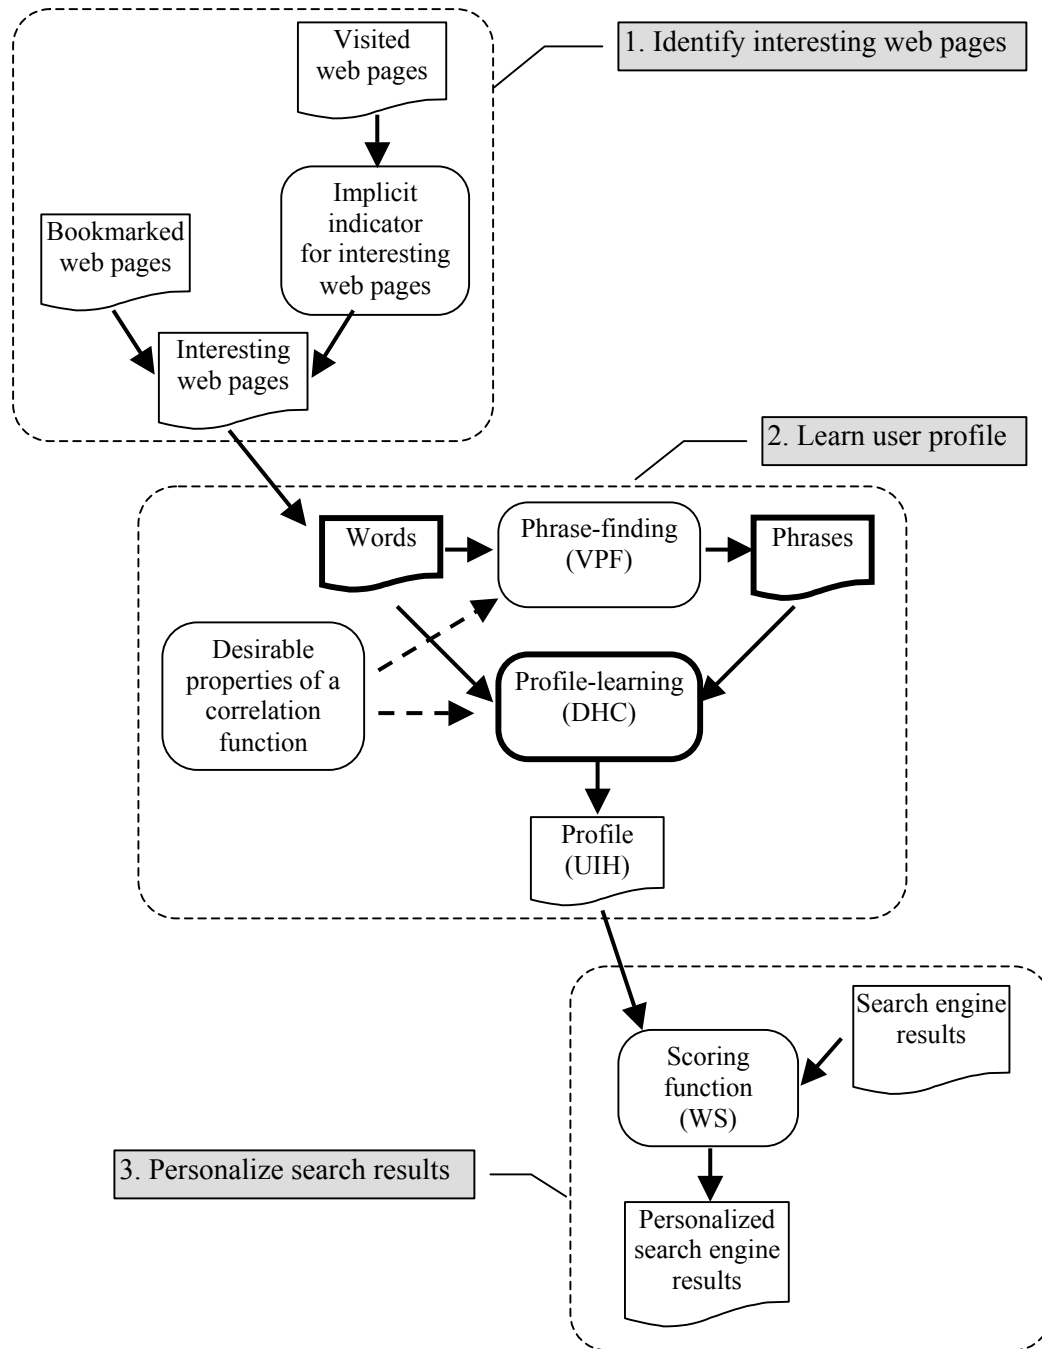 Visited
web pages
1. Identify interesting web pages
Implicit
indicator
for interesting
web pages
Bookmarked
web pages
Interesting
web pages
2. Learn user profile
Words
Phrase-finding
(VPF)
Phrases
Desirable
properties of a
correlation
function
Profile-learning
(DHC)
Profile
(UIH)
Search engine
results
Scoring
function
(WS)
3. Personalize search results
Personalized
search engine
results